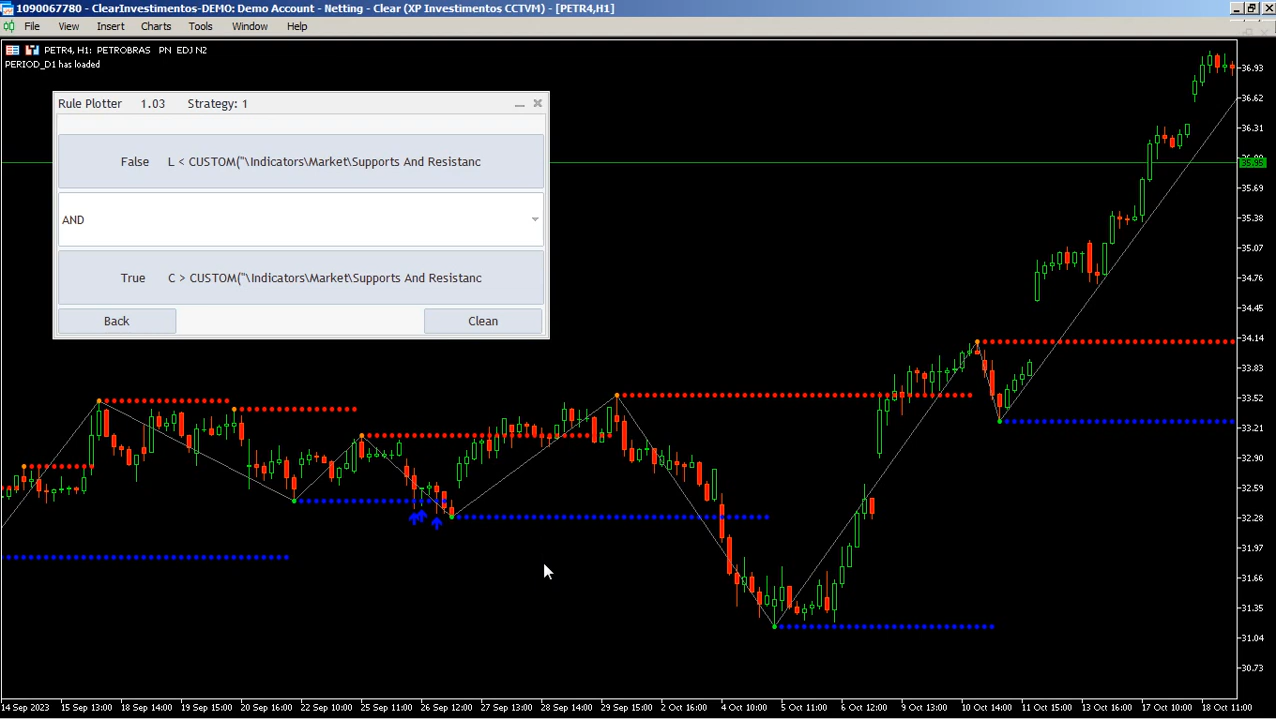 1090067780 - ClearInvestimentos-DEMO: Demo Account - Netting - Clear (XP Investimentos CCTVM) - [PETR4,H1]
File View Insert Charts Tools Window Help
PETR4, H1: PETROBRAS PN EDJ N2
PERIOD_D1 has loaded
Rule Plotter 1.03 Strategy: 1
False L < CUSTOM("\Indicators\Market\Supports And Resistanc
AND
True C > CUSTOM("\Indicators\Market\Supports And Resistanc
Back Clean
36.93
36.62
36.31
35.95
35.69
35.38
35.07
34.76
34.45
34.14
33.83
33.52
33.21
32.90
32.59
32.28
31.97
31.66
31.35
31.04
30.73
14 Sep 2023 15 Sep 13:00 18 Sep 14:00 19 Sep 15:00 20 Sep 16:00 25 Sep 11:00 26 Sep 12:00 27 Sep 13:00 28 Sep 14:00 29 Sep 15:00 2 Oct 16:00 4 Oct 10:00 5 Oct 11:00 6 Oct 12:00 9 Oct 13:00 10 Oct 14:00 11 Oct 15:00 13 Oct 16:00 17 Oct 10:00 18 Oct 11:00